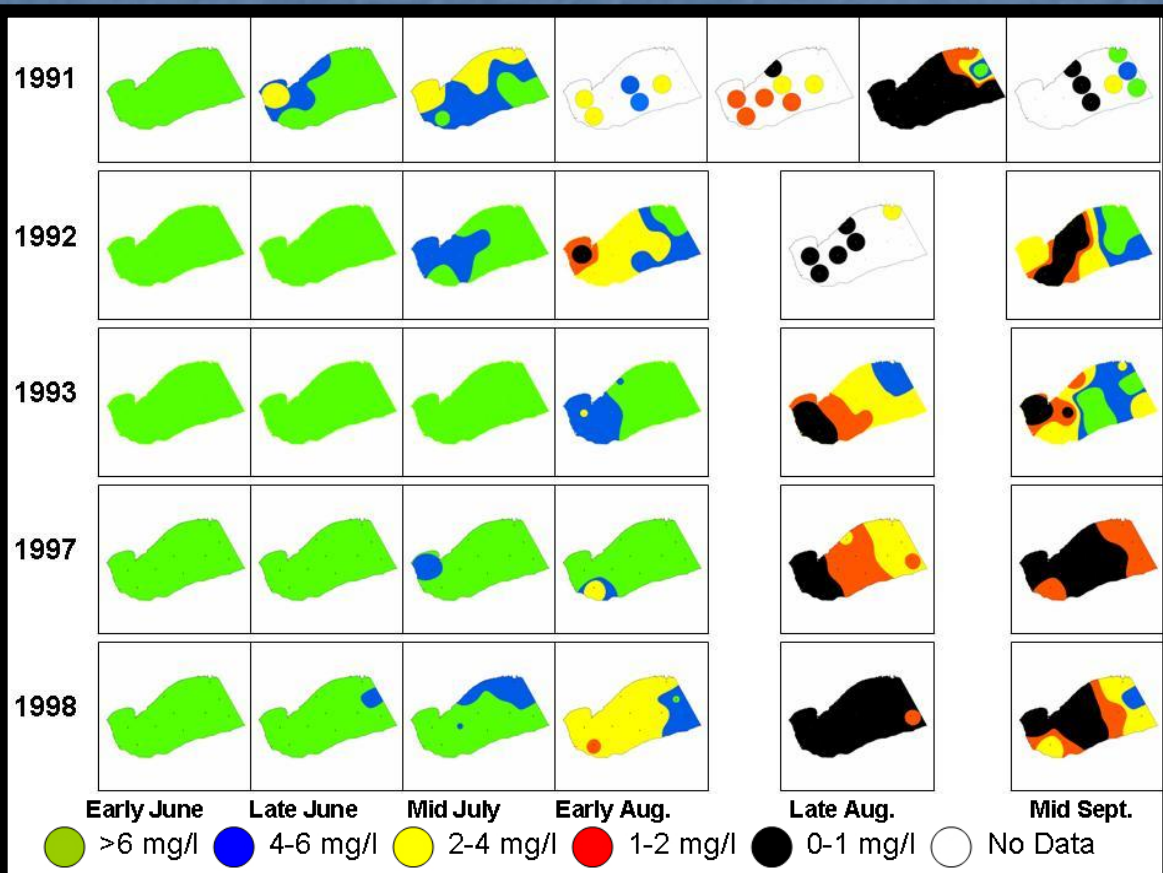 1991
1992
1993
1997
1998
Early June Late June Mid July Early Aug. Late Aug. Mid Sept.
>6 mg/l 4-6 mg/l 2-4 mg/l 1-2 mg/l 0-1 mg/l No Data